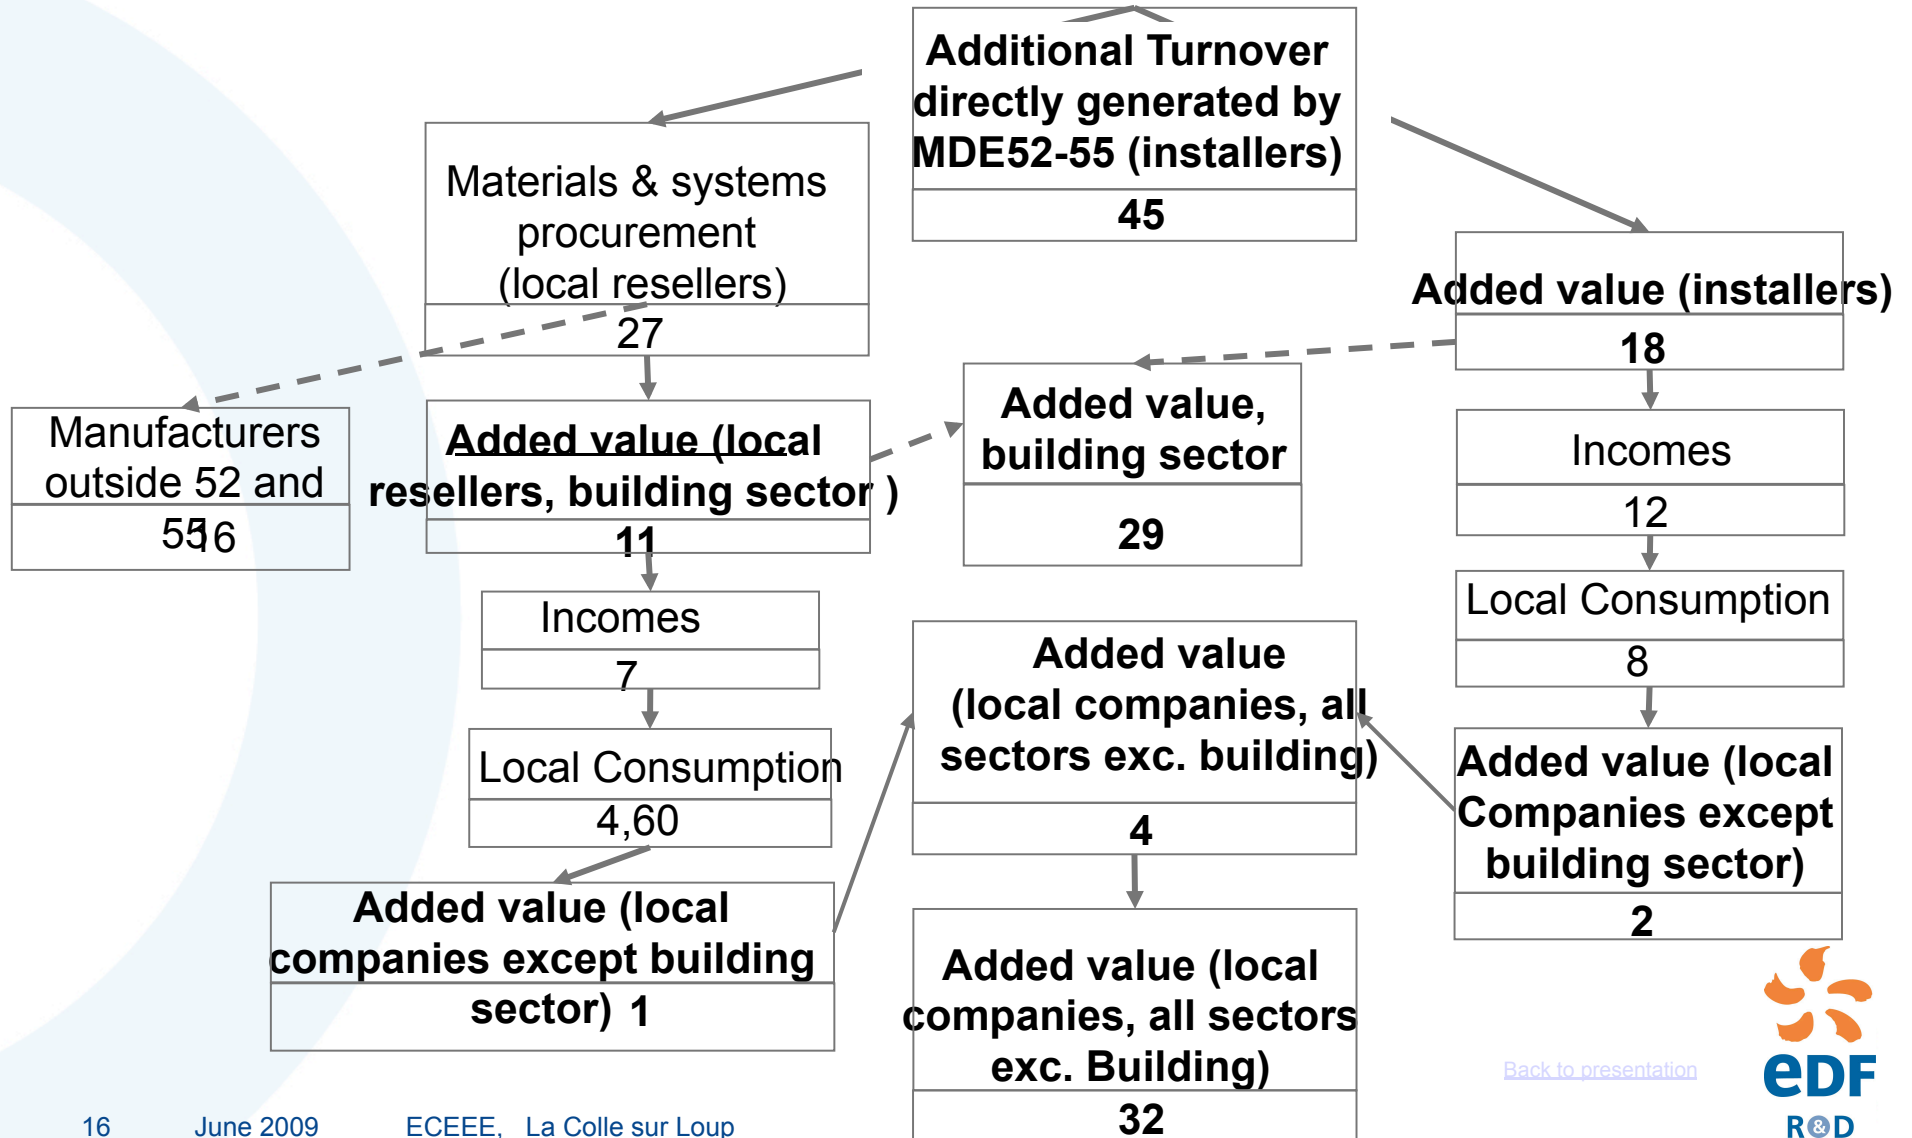 Additional Turnover
directly generated by
MDE52-55 (installers)
45
Materials & systems
procurement
(local resellers)
27
Added value (installers)
18
Manufacturers
outside 52 and
55
16
Added value (local
resellers, building sector )
11
Added value,
building sector
29
Incomes
12
Incomes
7
Local Consumption
8
Added value
(local companies, all
sectors exc. building)
4
Local Consumption
4,60
Added value (local
Companies except
building sector)
2
Added value (local
companies except building
sector) 1
Added value (local
companies, all sectors
exc. Building)
32
Back to presentation
eDF
R&D
16 June 2009 ECEEE, La Colle sur Loup